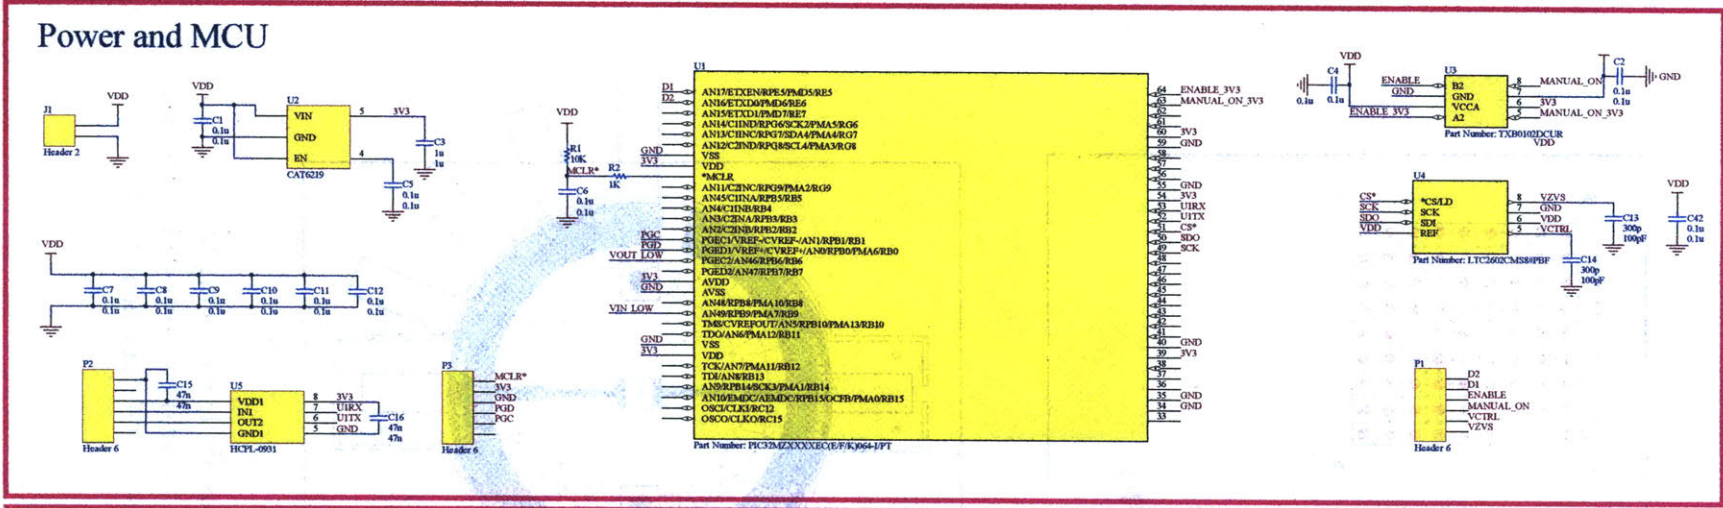 Power and MCU
J1
VDD
Header 2
VDD
C1
0.1u
0.1u
U2
VIN
GND
EN
CAT6219
5
3V3
4
C3
1u
1u
C5
0.1u
0.1u
VDD
C7
0.1u
0.1u
C8
0.1u
0.1u
C9
0.1u
0.1u
C10
0.1u
0.1u
C11
0.1u
0.1u
C12
0.1u
0.1u
P2
Header 6
C15
47n
47n
U5
VDD1
IN1
OUT2
GND1
HCPL-0931
8 3V3
7 U1RX
6 U1TX
5 GND
C16
47n
47n
P3
MCLR*
3V3
GND
PGD
PGC
Header 6
VDD
R1
10K
MCLR*
R2
1K
C6
0.1u
0.1u
U1
D1
D2
GND
3V3
PGC
PGD
VOUT_LOW
3V3
GND
VIN_LOW
GND
3V3
AN17/ETXEN/RPE5/PMD5/RE5
AN16/ETXD0/PMD6/RE6
AN15/ETXD1/PMD7/RE7
AN14/C1IND/RPG6/SCK2/PMA5/RG6
AN13/C1INC/RPG7/SDA4/PMA4/RG7
AN12/C2IND/RPG8/SCL4/PMA3/RG8
VSS
VDD
*MCLR
AN11/C2INC/RPG9/PMA2/RG9
AN45/C1INA/RPB5/RB5
AN4/C1INB/RB4
AN3/C2INA/RPB3/RB3
AN2/C2INB/RPB2/RB2
PGEC1/VREF-/CVREF-/AN1/RPB1/RB1
PGED1/VREF+/CVREF+/AN0/RPB0/PMA6/RB0
PGEC2/AN46/RPB6/RB6
PGED2/AN47/RPB7/RB7
AVDD
AVSS
AN48/RPB8/PMA10/RB8
AN49/RPB9/PMA7/RB9
TMS/CVREFOUT/AN5/RPB10/PMA13/RB10
TDO/AN6/PMA12/RB11
VSS
VDD
TCK/AN7/PMA11/RB12
TDI/AN8/RB13
AN9/RPB14/SCK3/PMA1/RB14
AN10/EMDC/AEMDC/RPB15/OCFB/PMA0/RB15
OSCI/CLKI/RC12
OSCO/CLKO/RC15
Part Number: PIC32MZXXXXEC(E/F/K)064-I/PT
64 ENABLE_3V3
63 MANUAL_ON_3V3
62
61
60 3V3
59 GND
58
57
56
55 GND
54 3V3
53 U1RX
52 U1TX
51 CS*
50 SDO
49 SCK
48
47
46
45
44
43
42
41
40 GND
39 3V3
38
37
36
35 GND
34 GND
33
VDD
C4
0.1u
0.1u
ENABLE
GND
ENABLE_3V3
U3
B2
GND
VCCA
A2
8 MANUAL_ON
7
6 3V3
5 MANUAL_ON_3V3
Part Number: TXB0102DCUR
VDD
C2
0.1u
0.1u
GND
U4
CS*
SCK
SDO
VDD
*CS/LD
SCK
SDI
REF
8 VZVS
7 GND
6 VDD
5 VCTRL
Part Number: LTC2602CMS8#PBF
C13
300p
100pF
C14
300p
100pF
VDD
C42
0.1u
0.1u
P1
D2
D1
ENABLE
MANUAL_ON
VCTRL
VZVS
Header 6